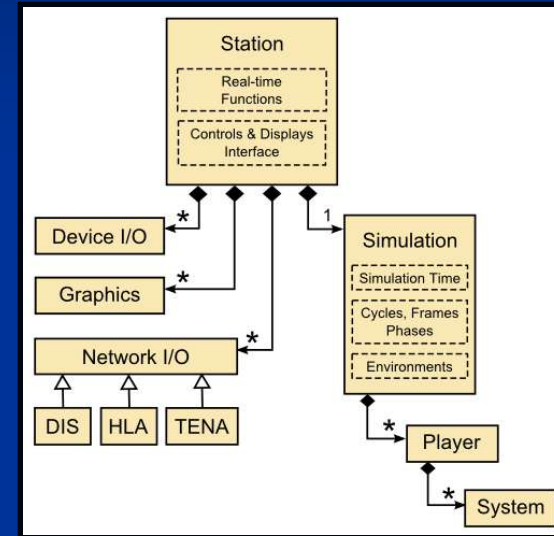 Station
Real-time
Functions
Controls & Displays
Interface
*
Device I/O
*
Graphics
*
Network I/O
DIS
HLA
TENA
1
Simulation
Simulation Time
Cycles, Frames
Phases
Environments
*
Player
*
System